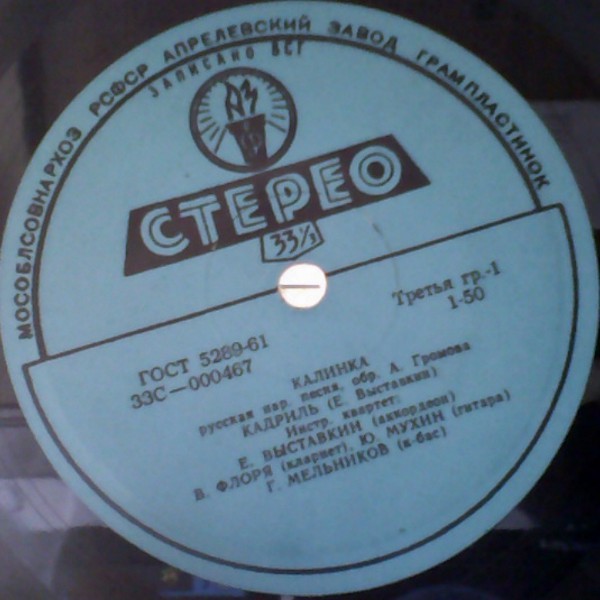 МОСОБЛСОВНАРХОЗ РСФСР АПРЕЛЕВСКИЙ ЗАВОД ГРАМПЛАСТИНОК
ЗАПИСАНО ВСГ
АЗ
СТЕРЕО
33⅓
Третья гр.-1
1-50
ГОСТ 5289-61
33С—000467
КАЛИНКА
русская нар. песня, обр. А. Громова
КАДРИЛЬ (Е. Выставкин)
Инстр. квартет:
Е. ВЫСТАВКИН (аккордеон)
В. ФЛОРЯ (кларнет), Ю. МУХИН (гитара)
Г. МЕЛЬНИКОВ (к-бас)